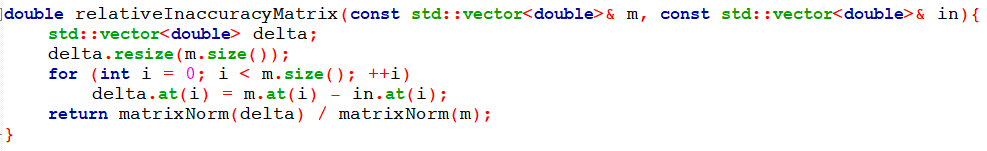 double relativeInaccuracyMatrix(const std::vector<double>& m, const std::vector<double>& in){
    std::vector<double> delta;
    delta.resize(m.size());
    for (int i = 0; i < m.size(); ++i)
        delta.at(i) = m.at(i) - in.at(i);
    return matrixNorm(delta) / matrixNorm(m);
}